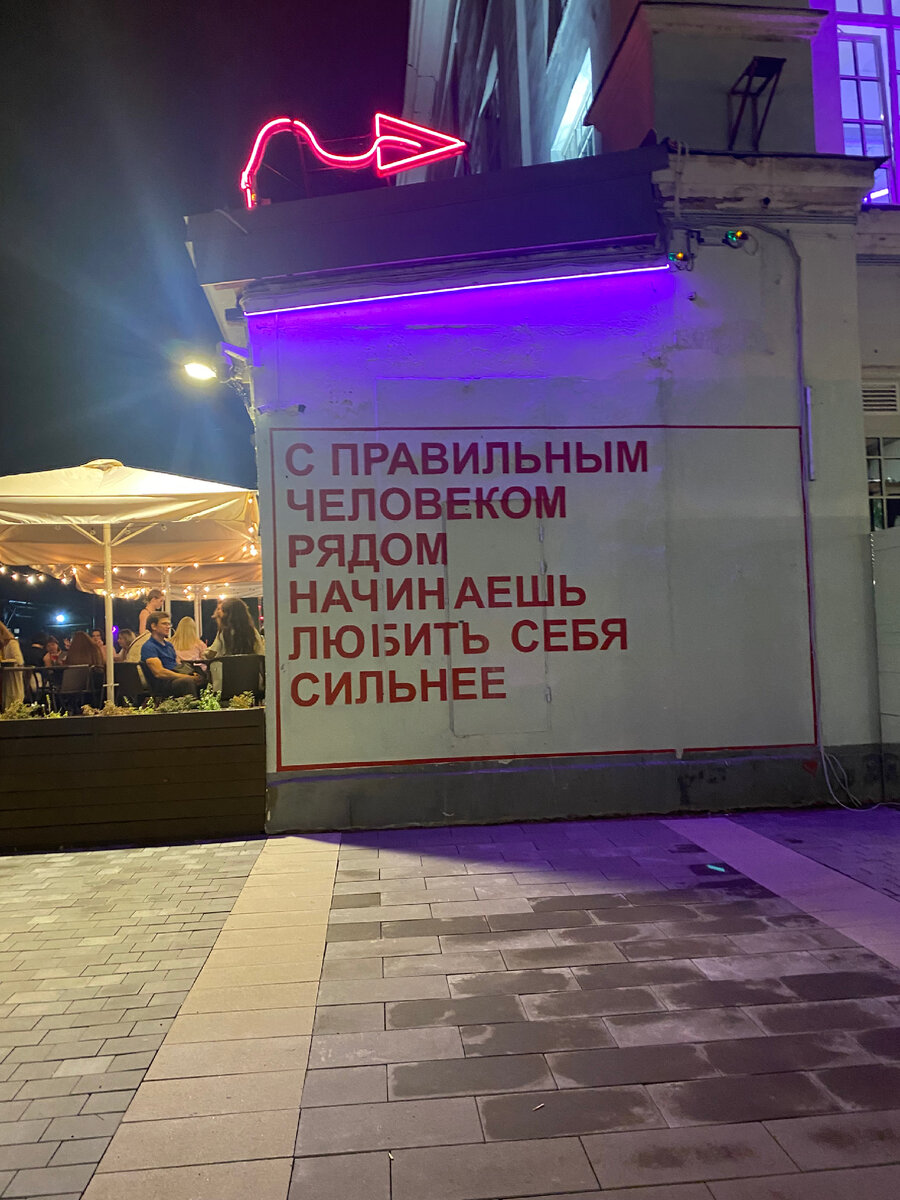 С ПРАВИЛЬНЫМ
ЧЕЛОВЕКОМ
РЯДОМ
НАЧИНАЕШЬ
ЛЮБИТЬ СЕБЯ
СИЛЬНЕЕ